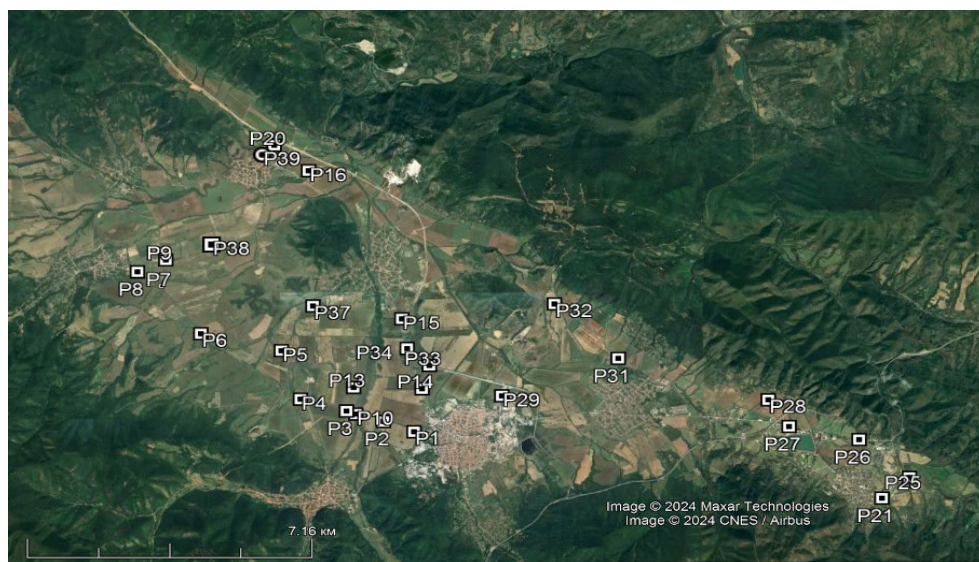 P20
P39
P16
P9
P38
P7
P8
P37
P32
P15
P6
P34
P5
P33
P31
P13
P14
P29
P28
P4
P3
P10
P2
P1
P27
P26
P25
P21
7.16 км
Image © 2024 Maxar Technologies
Image © 2024 CNES / Airbus